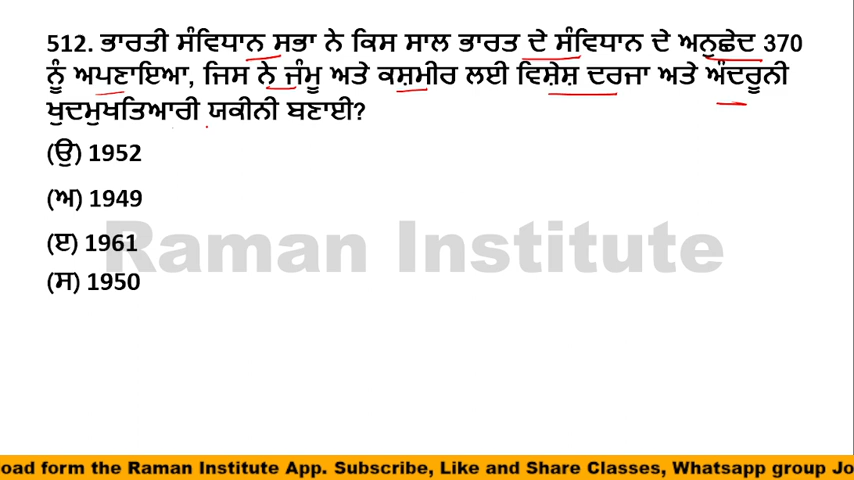 512. ਭਾਰਤੀ ਸੰਵਿਧਾਨ ਸਭਾ ਨੇ ਕਿਸ ਸਾਲ ਭਾਰਤ ਦੇ ਸੰਵਿਧਾਨ ਦੇ ਅਨੁਛੇਦ 370
ਨੂੰ ਅਪਣਾਇਆ, ਜਿਸ ਨੇ ਜੰਮੂ ਅਤੇ ਕਸ਼ਮੀਰ ਲਈ ਵਿਸ਼ੇਸ਼ ਦਰਜਾ ਅਤੇ ਅੰਦਰੂਨੀ
ਖੁਦਮੁਖਤਿਆਰੀ ਯਕੀਨੀ ਬਣਾਈ?
(ੳ) 1952
(ਅ) 1949
(ੲ) 1961
(ਸ) 1950
Raman Institute
oad form the Raman Institute App. Subscribe, Like and Share Classes, Whatsapp group Jo